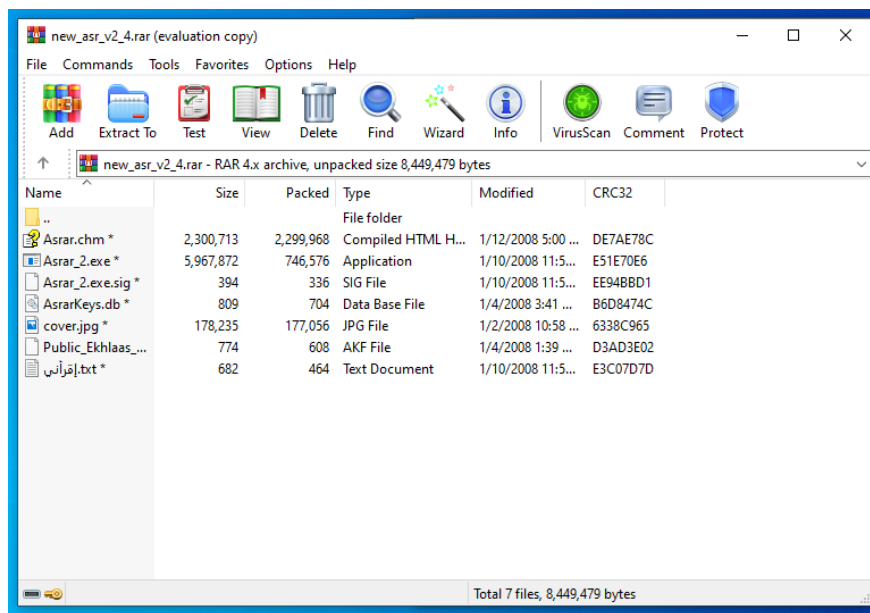 new_asr_v2_4.rar (evaluation copy)
File Commands Tools Favorites Options Help
Add Extract To Test View Delete Find Wizard Info VirusScan Comment Protect
new_asr_v2_4.rar - RAR 4.x archive, unpacked size 8,449,479 bytes
Name Size Packed Type Modified CRC32
.. File folder
Asrar.chm * 2,300,713 2,299,968 Compiled HTML H... 1/12/2008 5:00 ... DE7AE78C
Asrar_2.exe * 5,967,872 746,576 Application 1/10/2008 11:5... E51E70E6
Asrar_2.exe.sig * 394 336 SIG File 1/10/2008 11:5... EE94BBD1
AsrarKeys.db * 809 704 Data Base File 1/4/2008 3:41 ... B6D8474C
cover.jpg * 178,235 177,056 JPG File 1/2/2008 10:58 ... 6338C965
Public_Ekhlaas_... 774 608 AKF File 1/4/2008 1:39 ... D3AD3E02
إقرأني.txt * 682 464 Text Document 1/10/2008 11:5... E3C07D7D
Total 7 files, 8,449,479 bytes